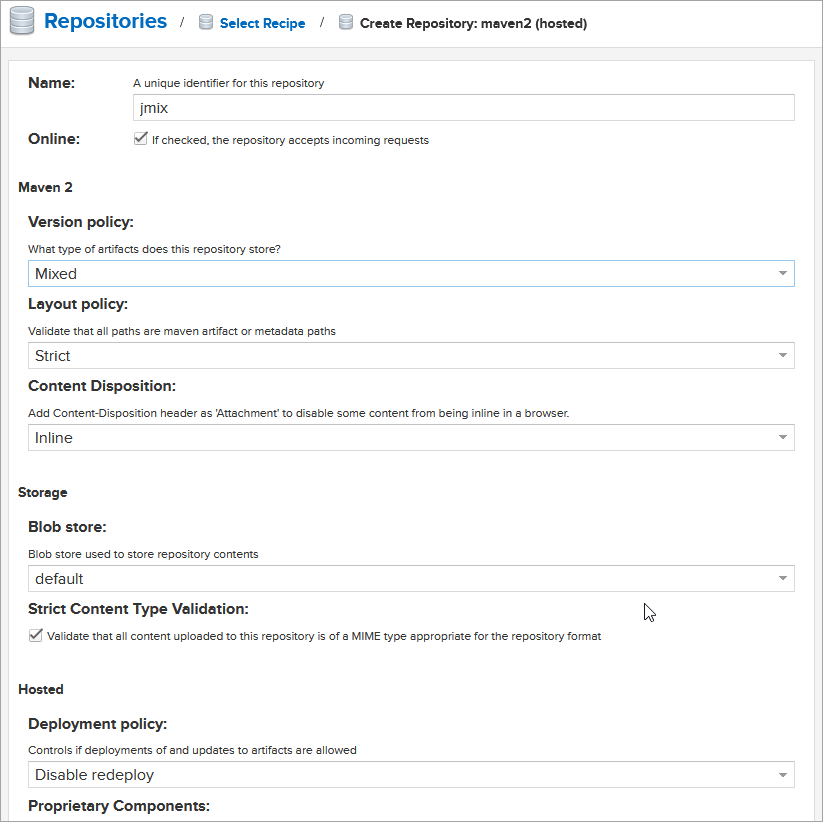 Repositories / Select Recipe / Create Repository: maven2 (hosted)
Name: A unique identifier for this repository
jmix
Online: If checked, the repository accepts incoming requests
Maven 2
Version policy:
What type of artifacts does this repository store?
Mixed
Layout policy:
Validate that all paths are maven artifact or metadata paths
Strict
Content Disposition:
Add Content-Disposition header as 'Attachment' to disable some content from being inline in a browser.
Inline
Storage
Blob store:
Blob store used to store repository contents
default
Strict Content Type Validation:
Validate that all content uploaded to this repository is of a MIME type appropriate for the repository format
Hosted
Deployment policy:
Controls if deployments of and updates to artifacts are allowed
Disable redeploy
Proprietary Components: